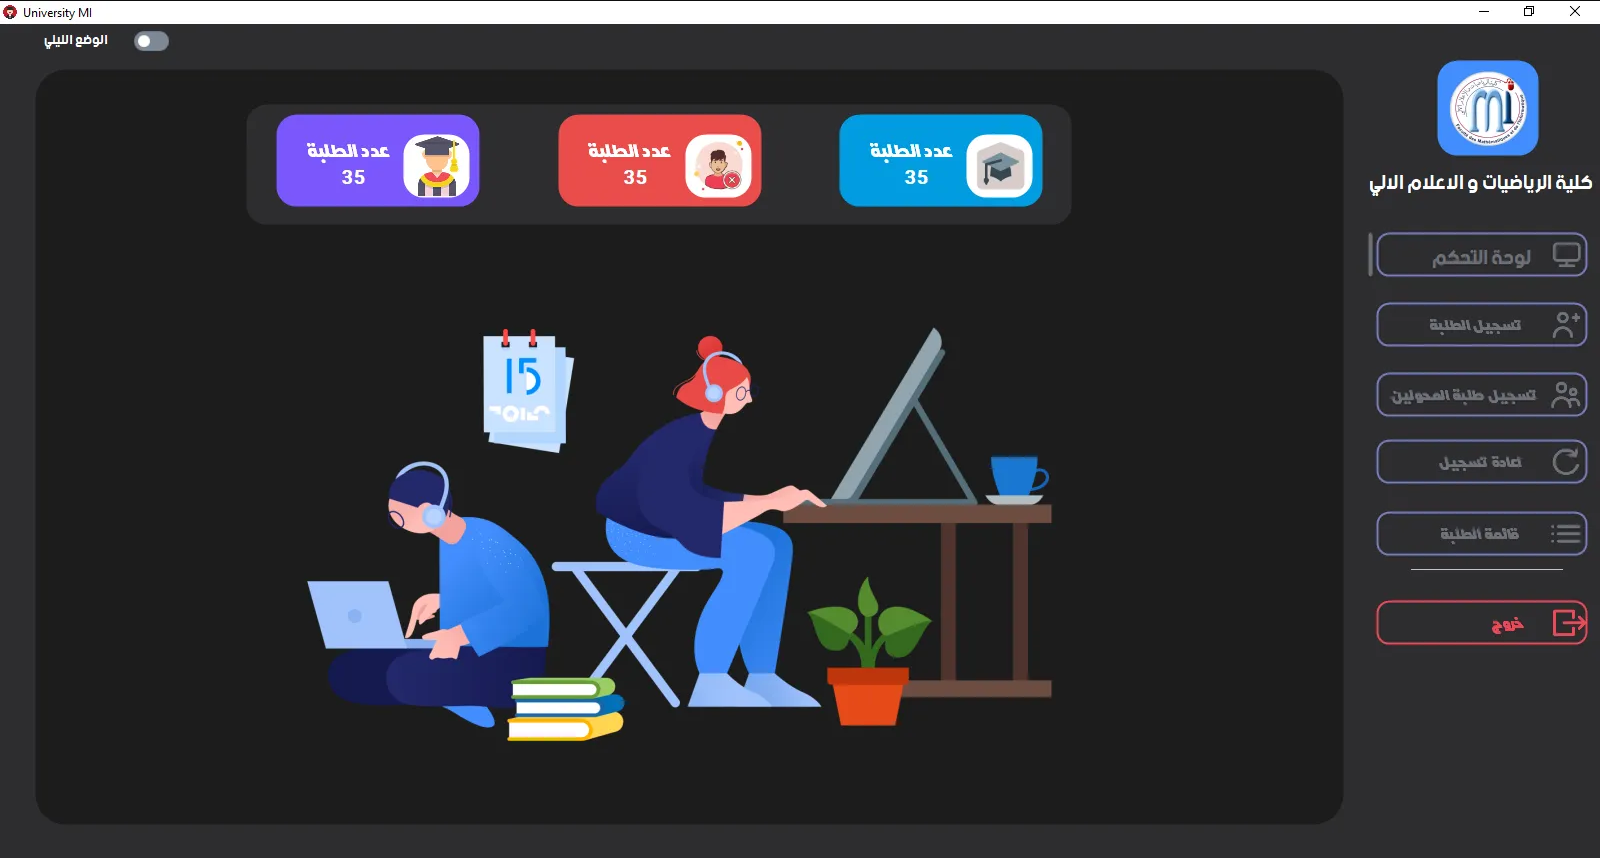 University MI
الوضع الليلي
كلية الرياضيات و الاعلام الالي
عدد الطلبة
35
عدد الطلبة
35
عدد الطلبة
35
15
لوحة التحكم
تسجيل الطلبة
تسجيل طلبة المحولين
اعادة تسجيل
قائمة الطلبة
خروج